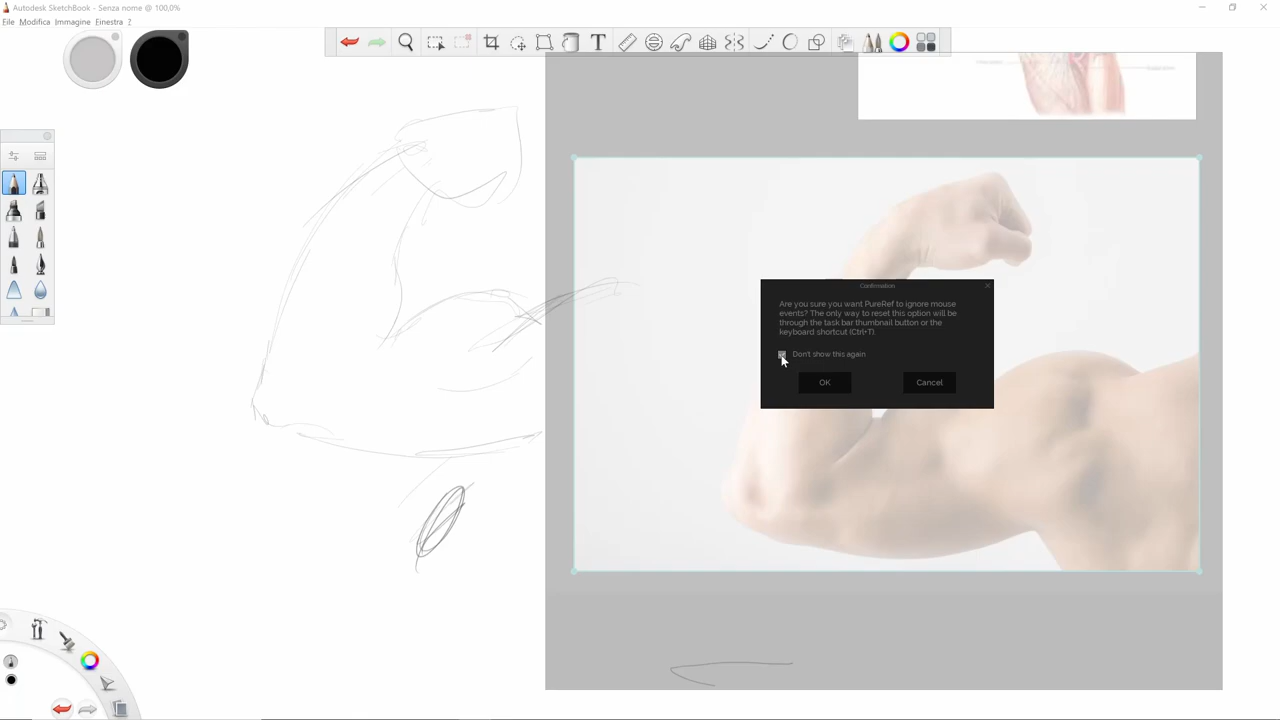 Autodesk SketchBook - Senza nome @ 100,0%
File Modifica Immagine Finestra ?
Confirmation
Are you sure you want PureRef to ignore mouse
events? The only way to reset this option will be
through the task bar thumbnail button or the
keyboard shortcut (Ctrl+T).
Don't show this again
OK Cancel